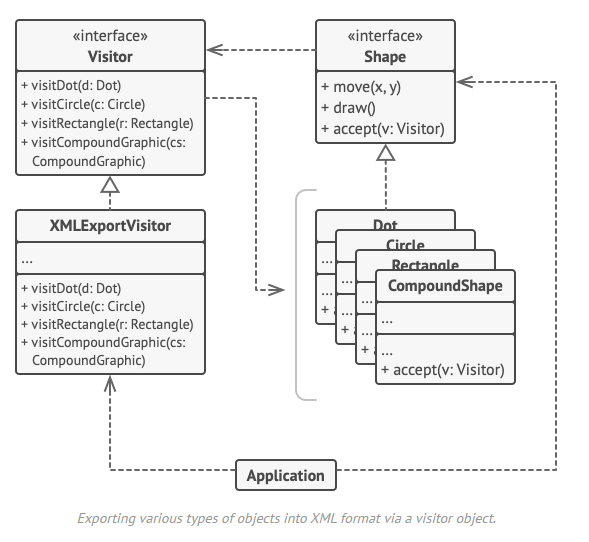 «interface»
Visitor
+ visitDot(d: Dot)
+ visitCircle(c: Circle)
+ visitRectangle(r: Rectangle)
+ visitCompoundGraphic(cs:
CompoundGraphic)
«interface»
Shape
+ move(x, y)
+ draw()
+ accept(v: Visitor)
XMLExportVisitor
...
+ visitDot(d: Dot)
+ visitCircle(c: Circle)
+ visitRectangle(r: Rectangle)
+ visitCompoundGraphic(cs:
CompoundGraphic)
Dot
...
...
+ a
Circle
...
...
+ a
Rectangle
...
...
+ a
CompoundShape
...
...
+ accept(v: Visitor)
Application
Exporting various types of objects into XML format via a visitor object.